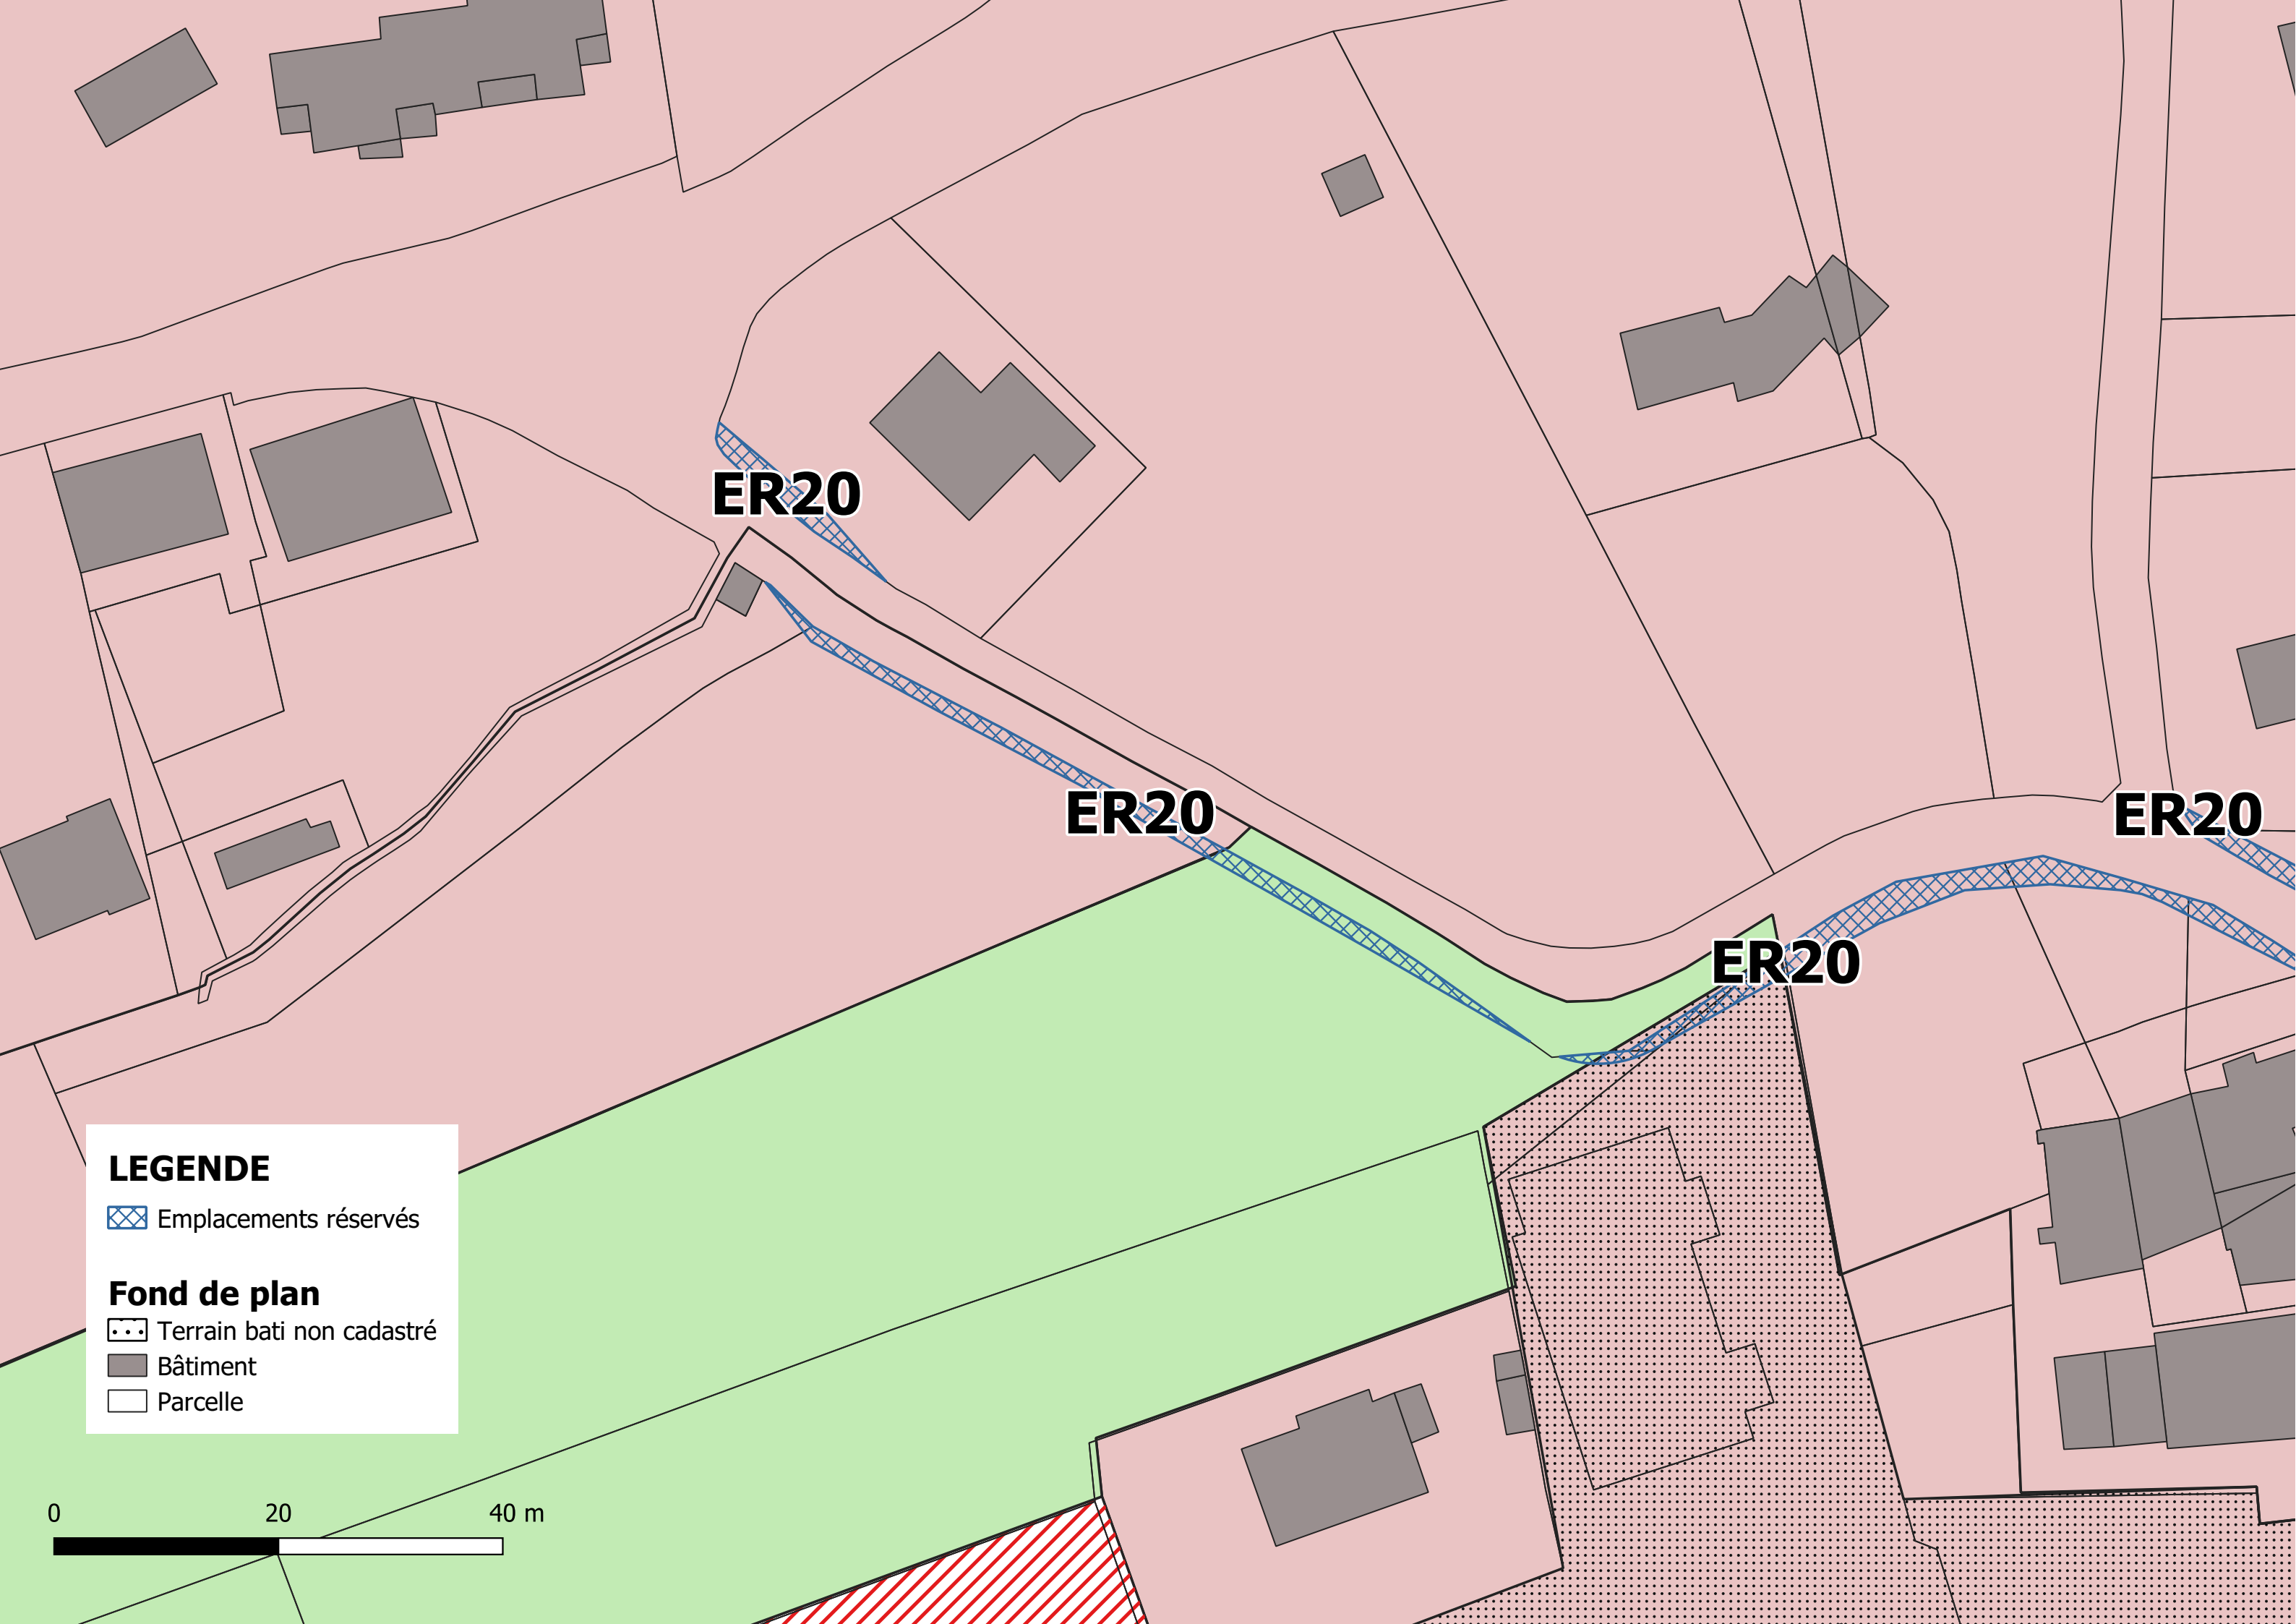 ER20
ER20
ER20
ER20
LEGENDE
Emplacements réservés
Fond de plan
Terrain bati non cadastré
Bâtiment
Parcelle
0 20 40 m